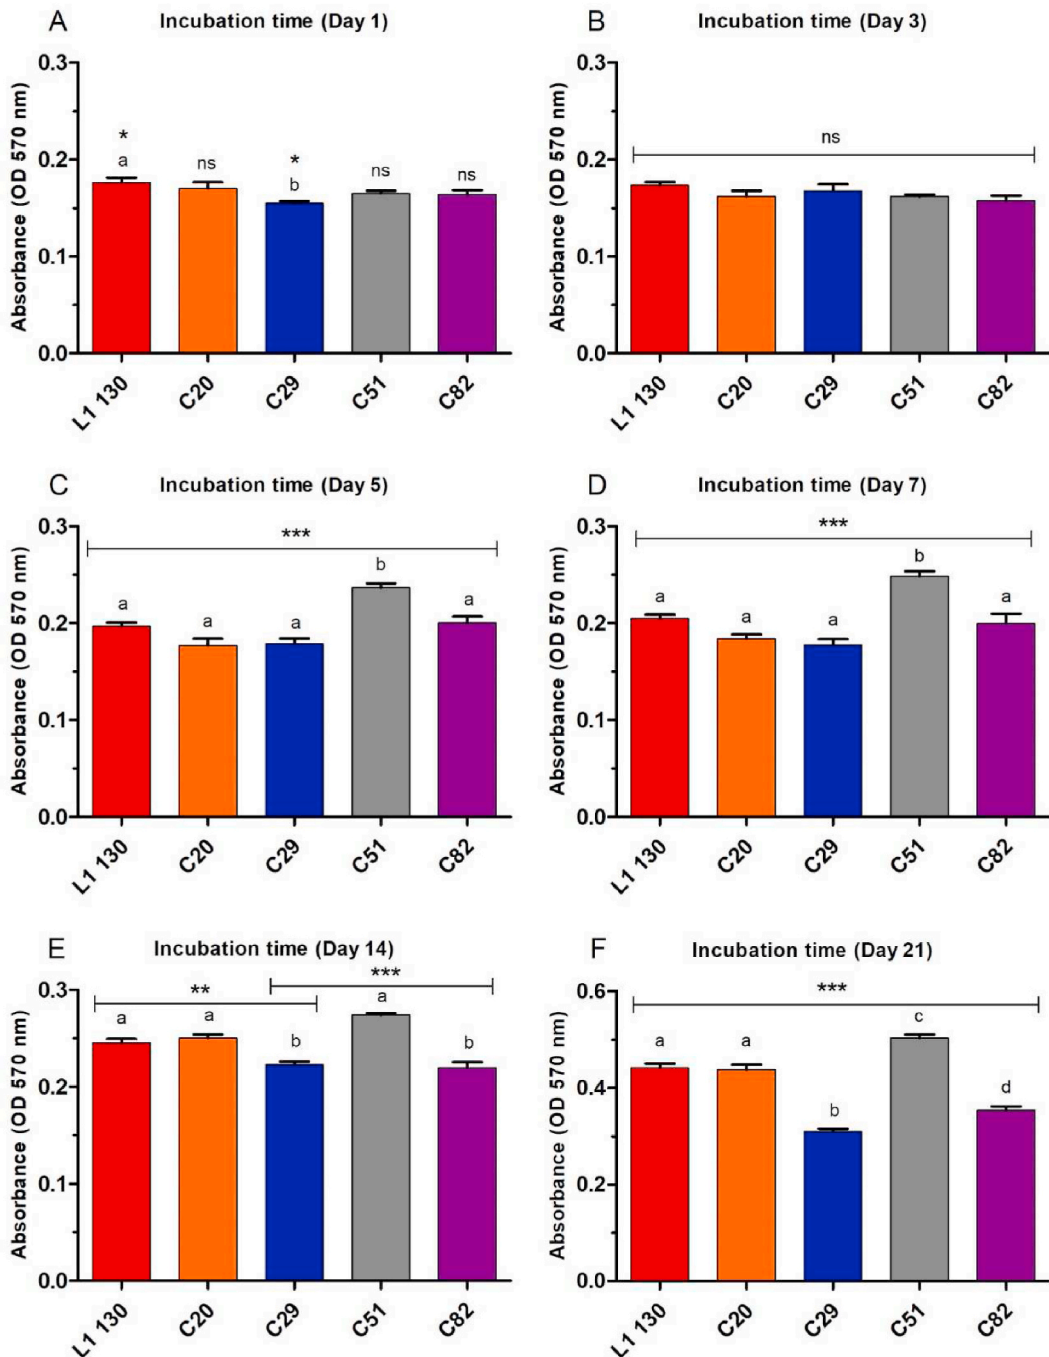 A Incubation time (Day 1)
Absorbance (OD 570 nm)
0.3
0.2
0.1
0.0
*
a
ns
*
b
ns
ns
L1 130 C20 C29 C51 C82
B Incubation time (Day 3)
Absorbance (OD 570 nm)
0.3
0.2
0.1
0.0
ns
L1 130 C20 C29 C51 C82
C Incubation time (Day 5)
Absorbance (OD 570 nm)
0.3
0.2
0.1
0.0
***
a a a b a
L1 130 C20 C29 C51 C82
D Incubation time (Day 7)
Absorbance (OD 570 nm)
0.3
0.2
0.1
0.0
***
a a a b a
L1 130 C20 C29 C51 C82
E Incubation time (Day 14)
Absorbance (OD 570 nm)
0.3
0.2
0.1
0.0
** ***
a a b a b
L1 130 C20 C29 C51 C82
F Incubation time (Day 21)
Absorbance (OD 570 nm)
0.6
0.4
0.2
0.0
***
a a b c d
L1 130 C20 C29 C51 C82